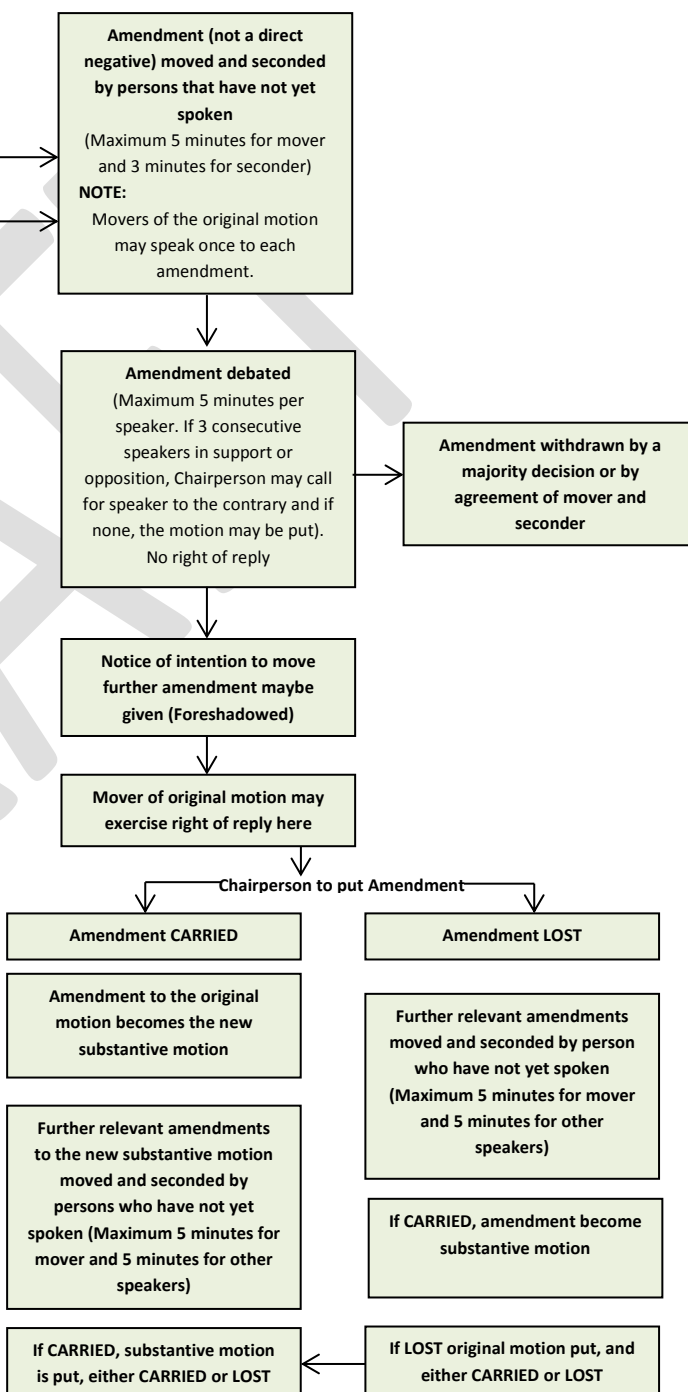 Amendment (not a direct
negative) moved and seconded
by persons that have not yet
spoken
(Maximum 5 minutes for mover
and 3 minutes for seconder)
NOTE:
Movers of the original motion
may speak once to each
amendment.
Amendment debated
(Maximum 5 minutes per
speaker. If 3 consecutive
speakers in support or
opposition, Chairperson may call
for speaker to the contrary and if
none, the motion may be put).
No right of reply
Amendment withdrawn by a
majority decision or by
agreement of mover and
seconder
Notice of intention to move
further amendment maybe
given (Foreshadowed)
Mover of original motion may
exercise right of reply here
Chairperson to put Amendment
Amendment CARRIED
Amendment to the original
motion becomes the new
substantive motion
Further relevant amendments
to the new substantive motion
moved and seconded by
persons who have not yet
spoken (Maximum 5 minutes for
mover and 5 minutes for other
speakers)
If CARRIED, substantive motion
is put, either CARRIED or LOST
Amendment LOST
Further relevant amendments
moved and seconded by person
who have not yet spoken
(Maximum 5 minutes for mover
and 5 minutes for other
speakers)
If CARRIED, amendment become
substantive motion
If LOST original motion put, and
either CARRIED or LOST